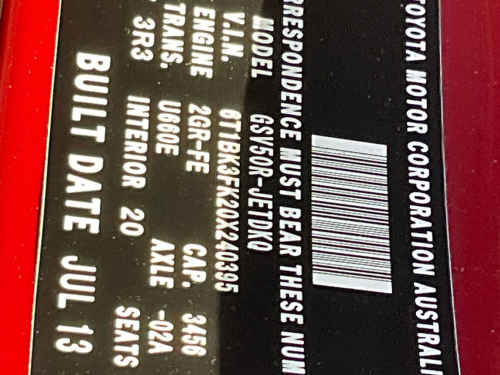 TOYOTA MOTOR CORPORATION AUSTRALI
RRESPONDENCE MUST BEAR THESE NUM
MODEL GSV50R-JETDKQ
V.I.N. 6T1BK3FK20X240395
ENGINE 2GR-FE CAP. 3456
TRANS. U660E AXLE -02A
3R3 INTERIOR 20 SEATS
BUILT DATE JUL 13